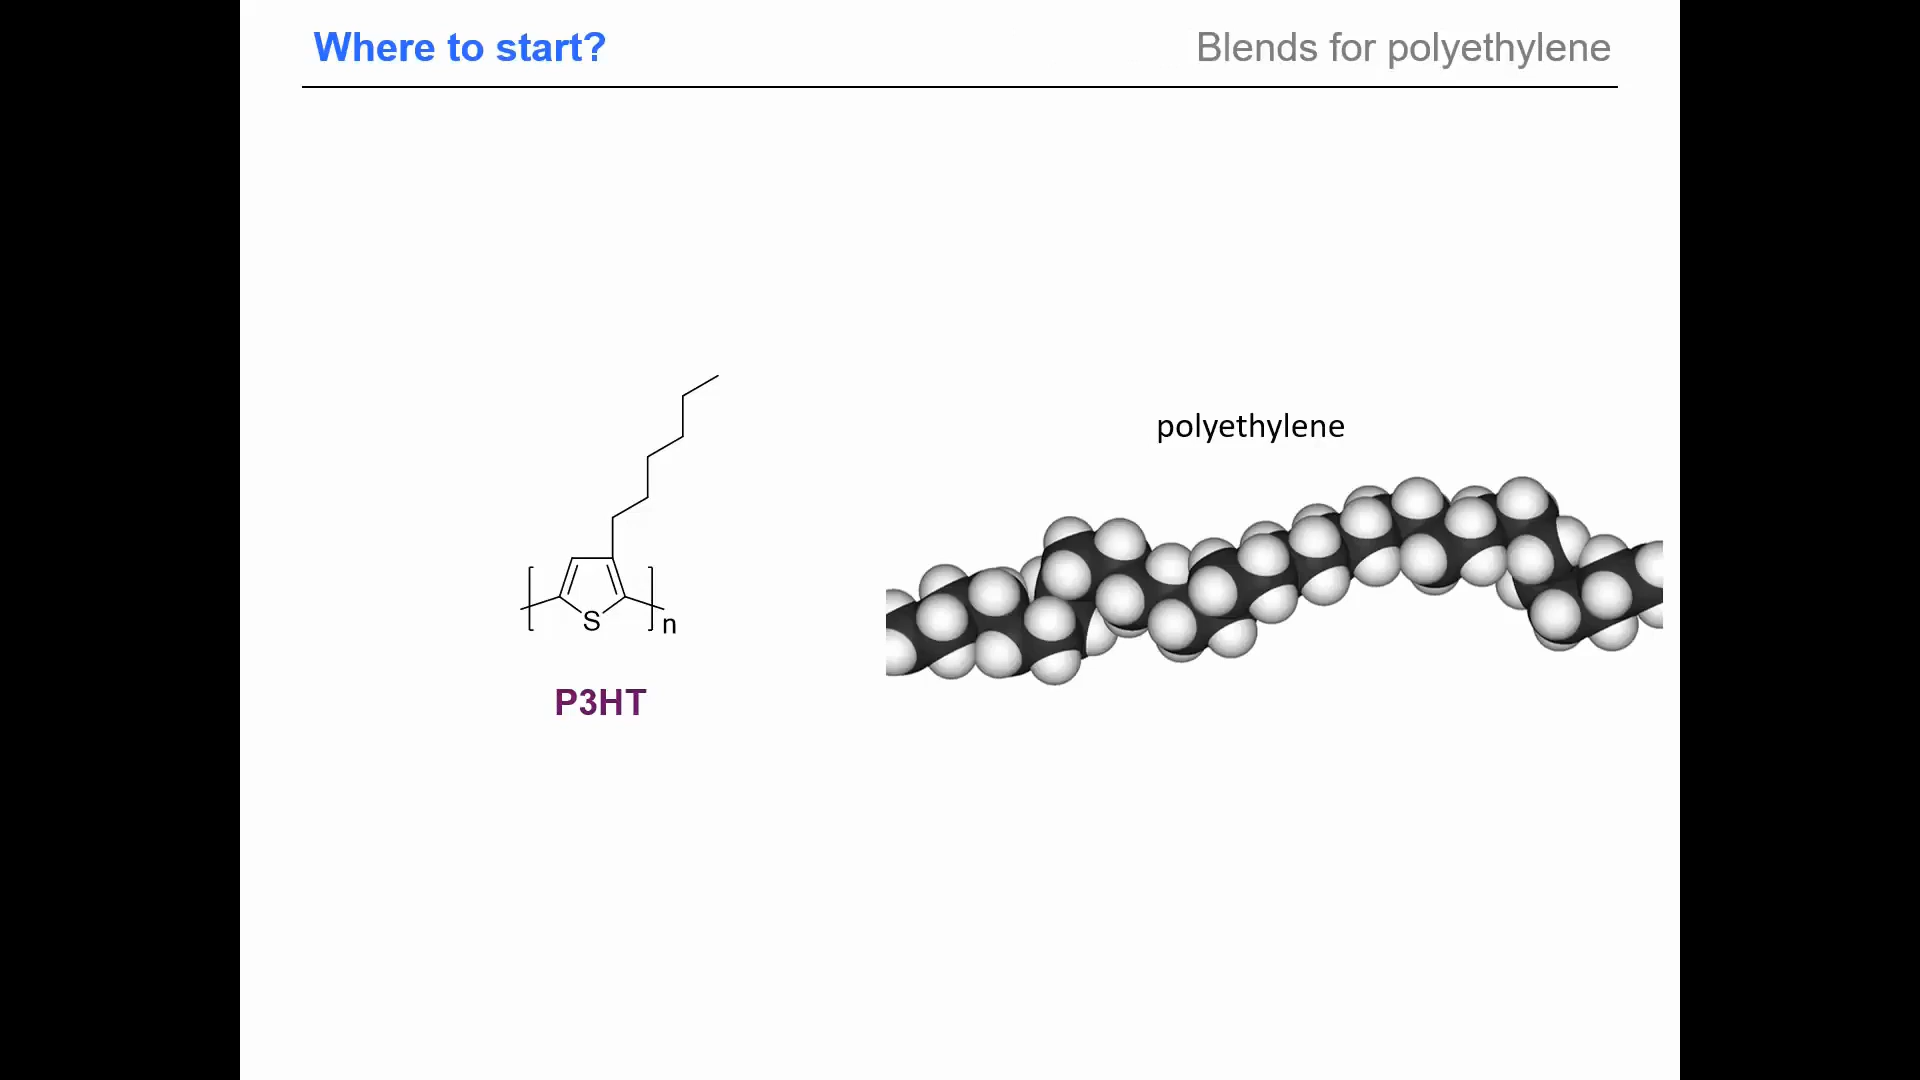 Where to start?
Blends for polyethylene
polyethylene
S
n
P3HT